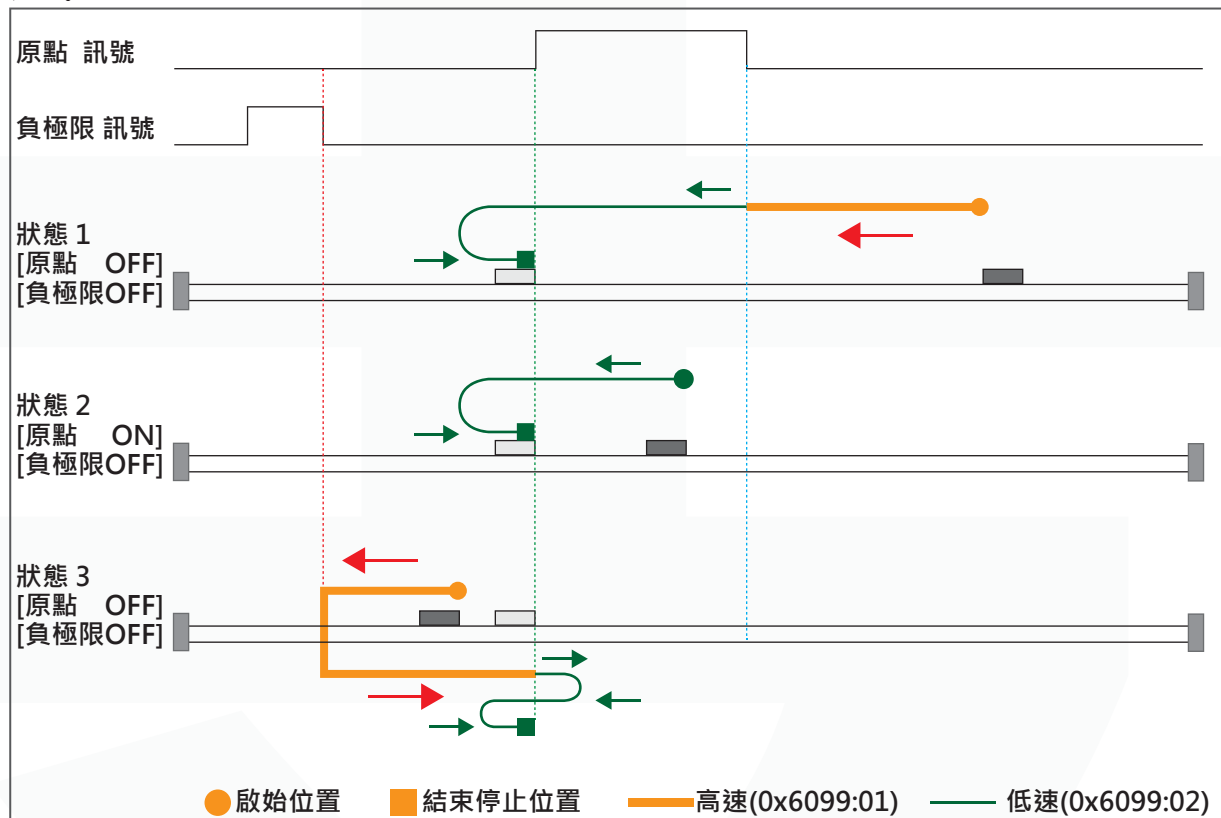 原點 訊號
負極限 訊號
狀態 1
[原點 OFF]
[負極限OFF]
狀態 2
[原點 ON]
[負極限OFF]
狀態 3
[原點 OFF]
[負極限OFF]
啟始位置 結束停止位置 高速(0x6099:01) 低速(0x6099:02)